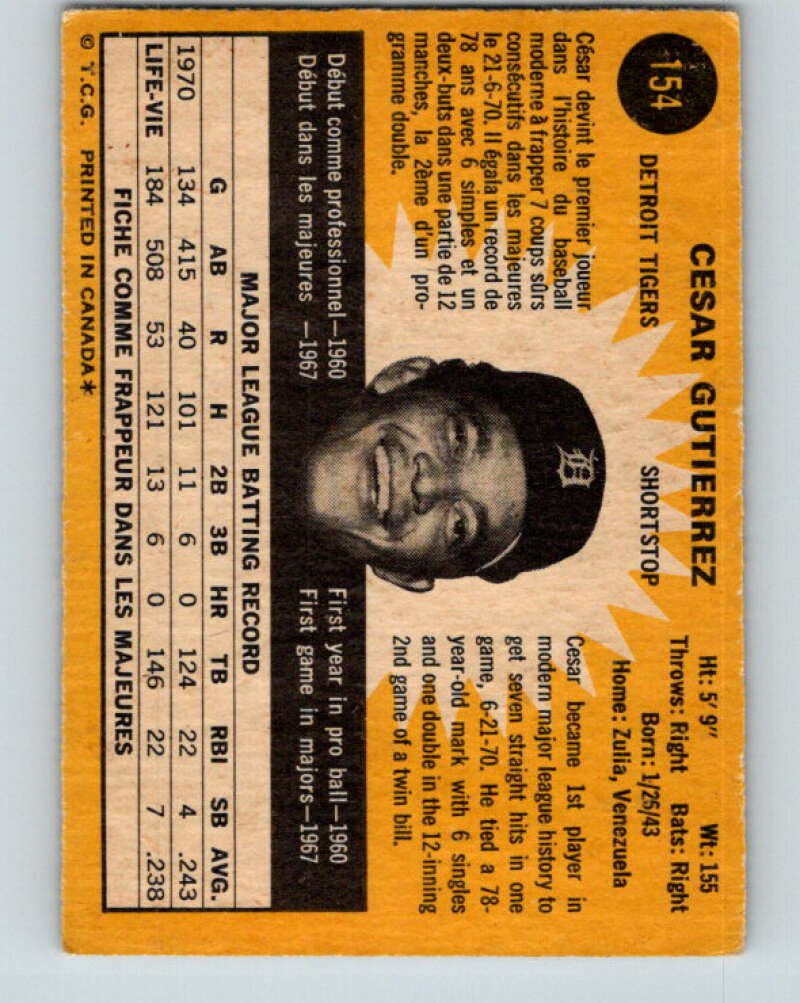 154
CESAR GUTIERREZ
DETROIT TIGERS
SHORTSTOP
Ht: 5' 9" Wt: 155
Throws: Right Bats: Right
Born: 1/25/43
Home: Zulia, Venezuela
César devint le premier joueur
dans l'histoire du baseball
moderne à frapper 7 coups sûrs
consécutifs dans les majeures
le 21-6-70. Il égala un record de
78 ans avec 6 simples et un
deux-buts dans une partie de 12
manches, la 2ème d'un pro-
gramme double.
Cesar became 1st player in
modern major league history to
get seven straight hits in one
game, 6-21-70. He tied a 78-
year-old mark with 6 singles
and one double in the 12-inning
2nd game of a twin bill.
Début comme professionnel—1960
Début dans les majeures —1967
First year in pro ball—1960
First game in majors—1967
MAJOR LEAGUE BATTING RECORD
G AB R H 2B 3B HR TB RBI SB AVG.
1970 134 415 40 101 11 6 0 124 22 4 .243
LIFE-VIE 184 508 53 121 13 6 0 146 22 7 .238
FICHE COMME FRAPPEUR DANS LES MAJEURES
© T.C.G. PRINTED IN CANADA*